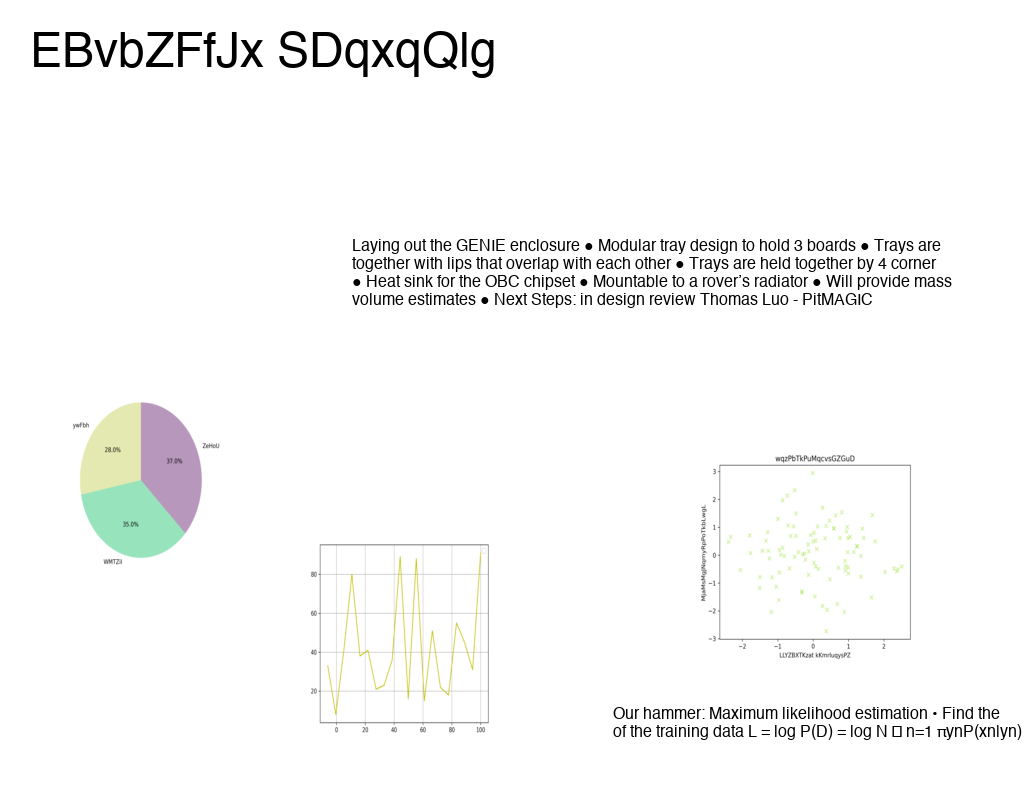 EBvbZFfJx SDqxqQlg
Laying out the GENIE enclosure ● Modular tray design to hold 3 boards ● Trays are
together with lips that overlap with each other ● Trays are held together by 4 corner
● Heat sink for the OBC chipset ● Mountable to a rover's radiator ● Will provide mass
volume estimates ● Next Steps: in design review Thomas Luo - PitMAGIC
ywFbh
28.0%
ZeHoU
37.0%
35.0%
WMTZII
80
60
40
20
0 20 40 60 80 100
wqzPbTkPuMqcvsGZGuD
3
2
1
0
−1
−2
−3
−2 −1 0 1 2
LLYZBXTKzat kKmrluqysPZ
Our hammer: Maximum likelihood estimation • Find the
of the training data L = log P(D) = log N □ n=1 πynP(xnlyn)